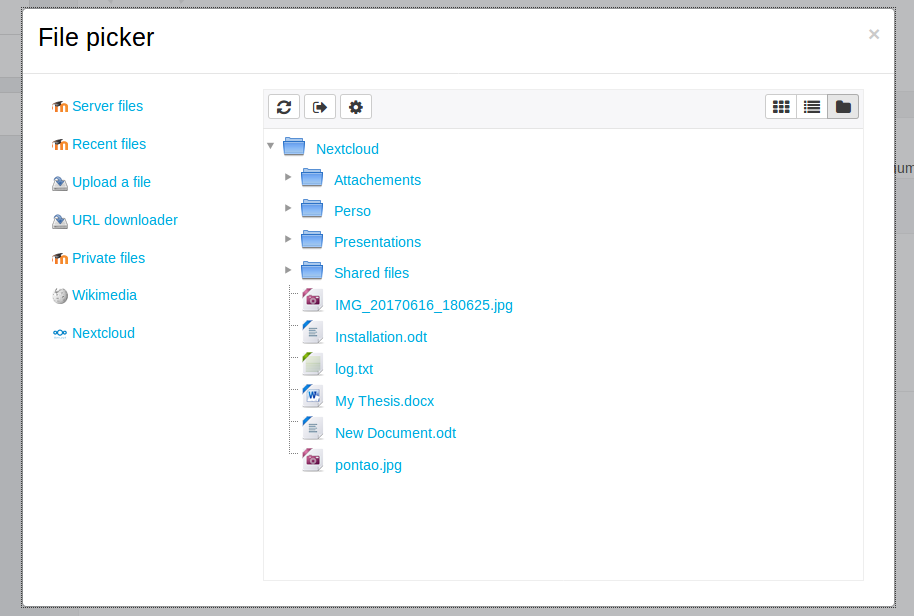 File picker
×
Server files
Recent files
Upload a file
URL downloader
Private files
Wikimedia
Nextcloud
Nextcloud
Attachements
Perso
Presentations
Shared files
IMG_20170616_180625.jpg
Installation.odt
log.txt
My Thesis.docx
New Document.odt
pontao.jpg